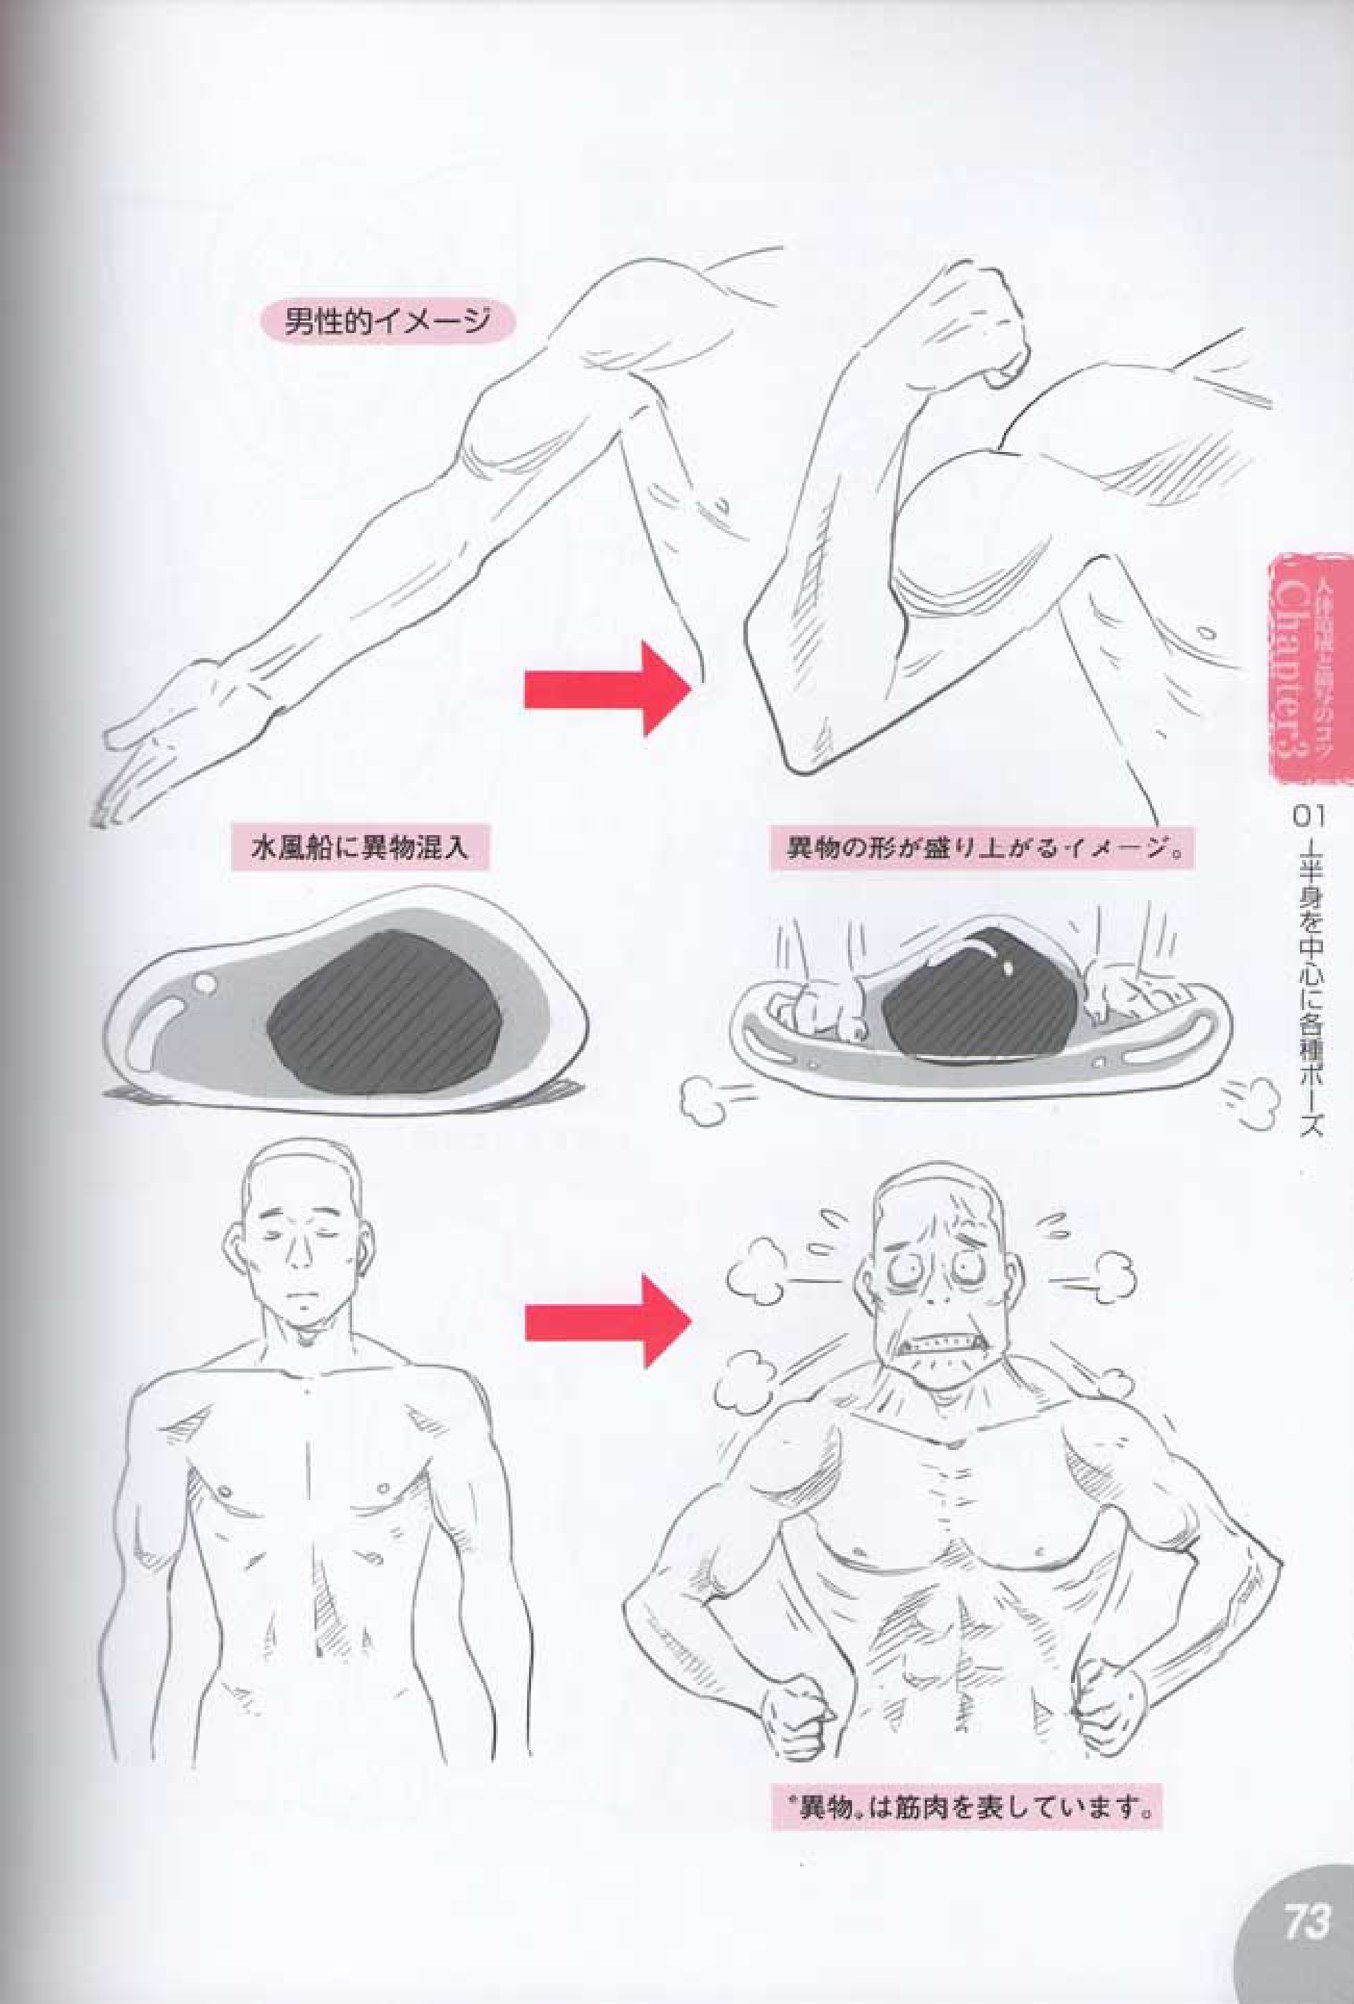 男性的イメージ
水風船に異物混入
異物の形が盛り上がるイメージ。
"異物"は筋肉を表しています。
人体組成と描写のコツ
Chapter3
01 上半身を中心に各種ポーズ
73